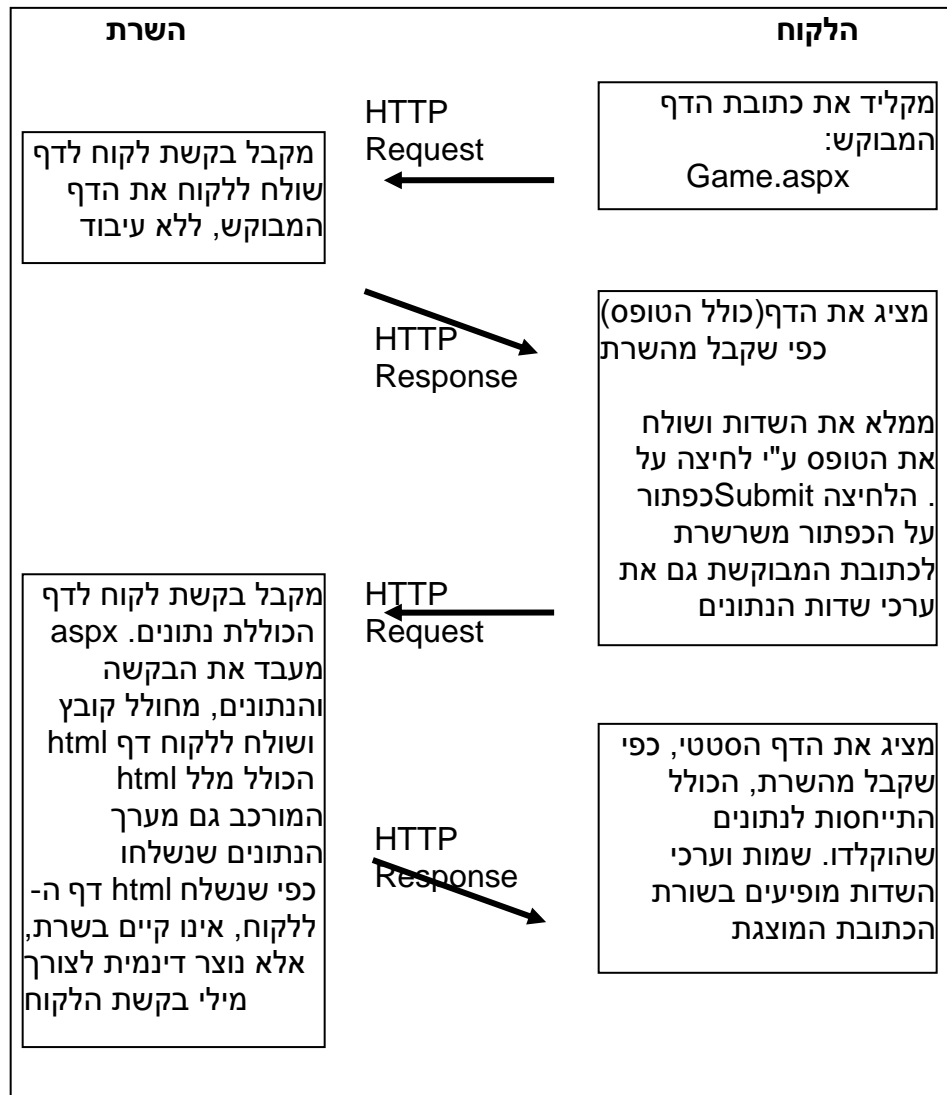 הלקוח
השרת
מקליד את כתובת הדף
המבוקש:
Game.aspx
HTTP
Request
מקבל בקשת לקוח לדף
שולח ללקוח את הדף
המבוקש, ללא עיבוד
HTTP
Response
מציג את הדף(כולל הטופס)
כפי שקבל מהשרת
ממלא את השדות ושולח
את הטופס ע"י לחיצה על
. הלחיצה Submitכפתור
על הכפתור משרשרת
לכתובת המבוקשת גם את
ערכי שדות הנתונים
HTTP
Request
מקבל בקשת לקוח לדף
הכוללת נתונים. aspx
מעבד את הבקשה
והנתונים, מחולל קובץ
ושולח ללקוח דף html
הכולל מלל html
המורכב גם מערך
הנתונים שנשלחו
כפי שנשלח html דף ה-
ללקוח, אינו קיים בשרת,
אלא נוצר דינמית לצורך
מילי בקשת הלקוח
HTTP
Response
מציג את הדף הסטטי, כפי
שקבל מהשרת, הכולל
התייחסות לנתונים
שהוקלדו. שמות וערכי
השדות מופיעים בשורת
הכתובת המוצגת